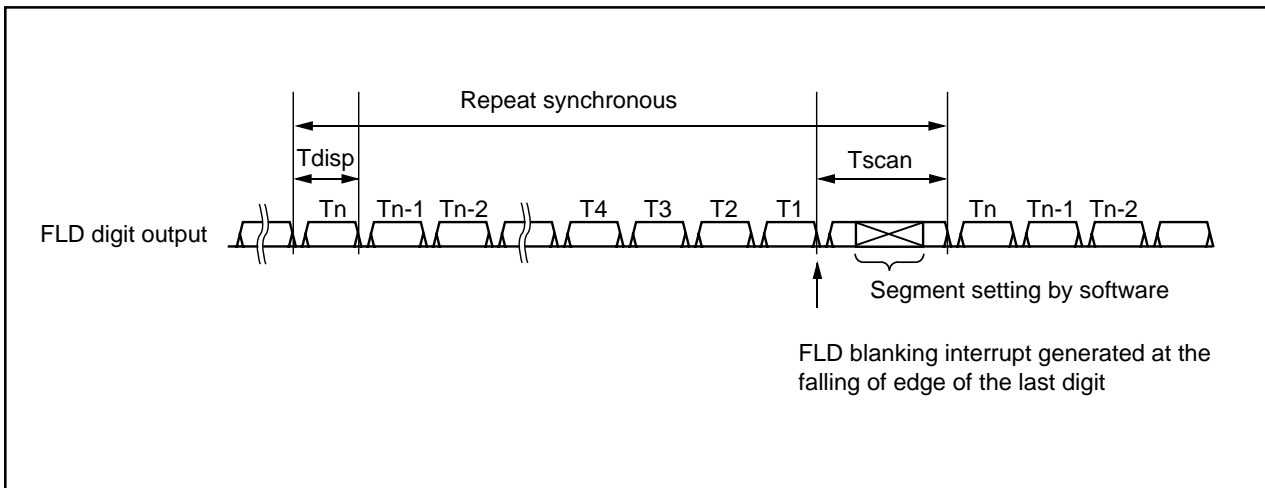 Repeat synchronous
Tdisp
Tscan
Tn
Tn-1
Tn-2
T4
T3
T2
T1
Tn
Tn-1
Tn-2
FLD digit output
Segment setting by software
FLD blanking interrupt generated at the
falling of edge of the last digit